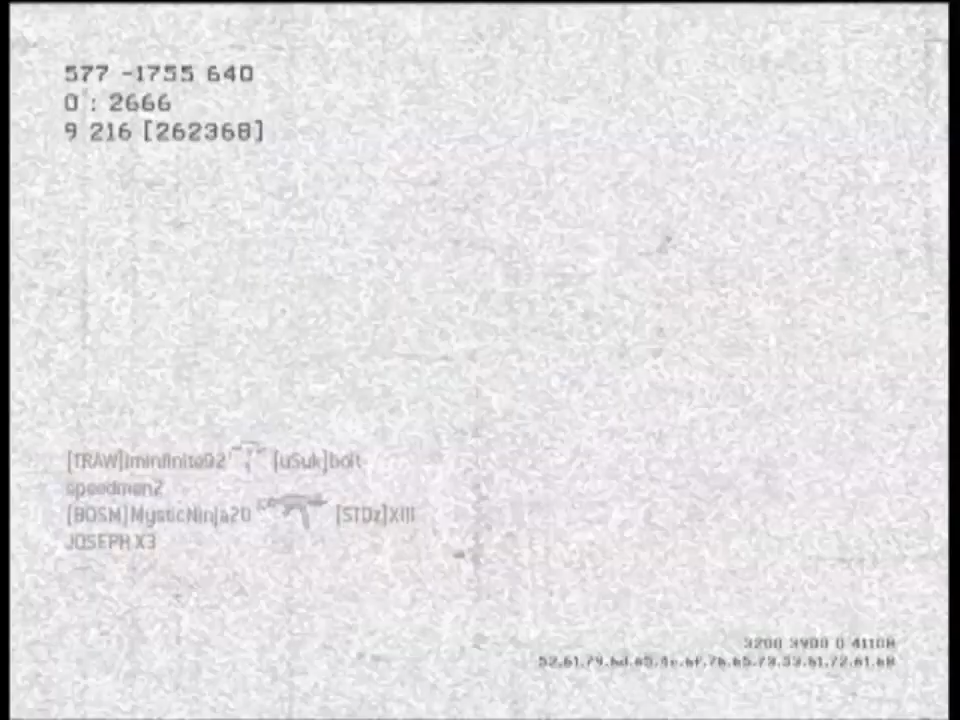 577 -1755 640
0 : 2666
9 216 [262368]
[TRAW]iminfinite92 [uSuk]bolt
speedman2
[BOSM]MysticNinja20 [STDz]XIII
JOSEPH X3
3200 3900 0 4110M